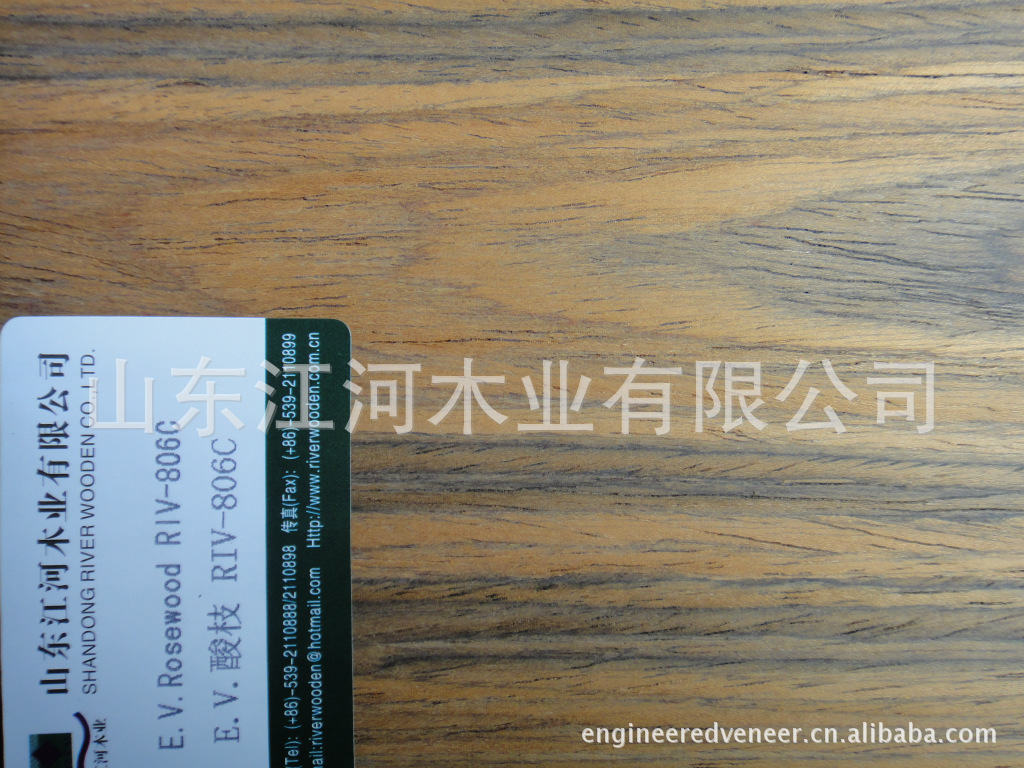 山东江河木业有限公司
SHANDONG RIVER WOODEN CO.,LTD.
江河木业
E.V.Rosewood RIV-806C
E.V.酸枝 RIV-806C
(Tel): (+86)-539-2110888/2110898 传真(Fax): (+86)-539-2110899
mail:riverwooden@hotmail.com Http://www.riverwooden.com.cn
山东江河木业有限公司
engineeredveneer.cn.alibaba.com